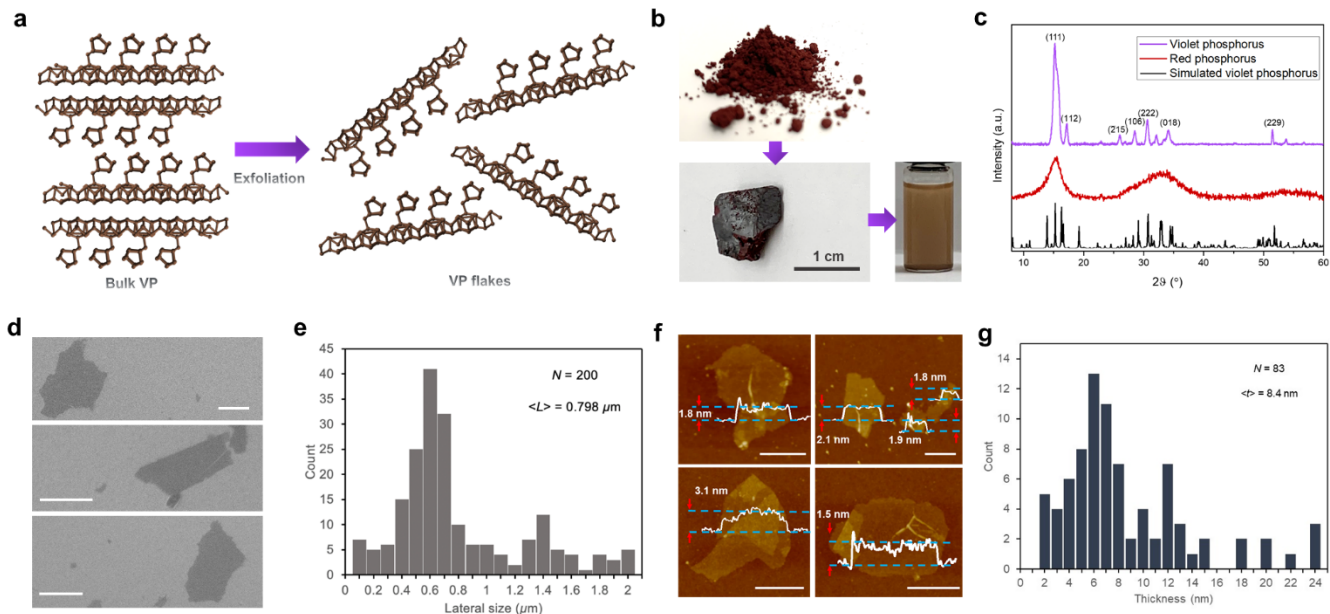 a
Bulk VP
Exfoliation
VP flakes
b
1 cm
c
Intensity (a.u.)
(111)
(112)
(215)
(106)
(222)
(018)
(229)
Violet phosphorus
Red phosphorus
Simulated violet phosphorus
10 20 30 40 50 60
2ϑ (°)
d
e
Count
45
40
35
30
25
20
15
10
5
0
N = 200
<L> = 0.798 µm
0 0.2 0.4 0.6 0.8 1 1.2 1.4 1.6 1.8 2
Lateral size (µm)
f
1.8 nm
1.8 nm
2.1 nm
1.9 nm
3.1 nm
1.5 nm
g
Count
14
12
10
8
6
4
2
0
N = 83
<t> = 8.4 nm
0 2 4 6 8 10 12 14 16 18 20 22 24
Thickness (nm)